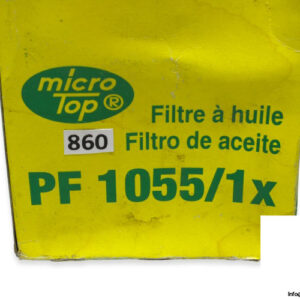 micro
Top®
Filtre à huile
860 Filtro de aceite
PF 1055/1x